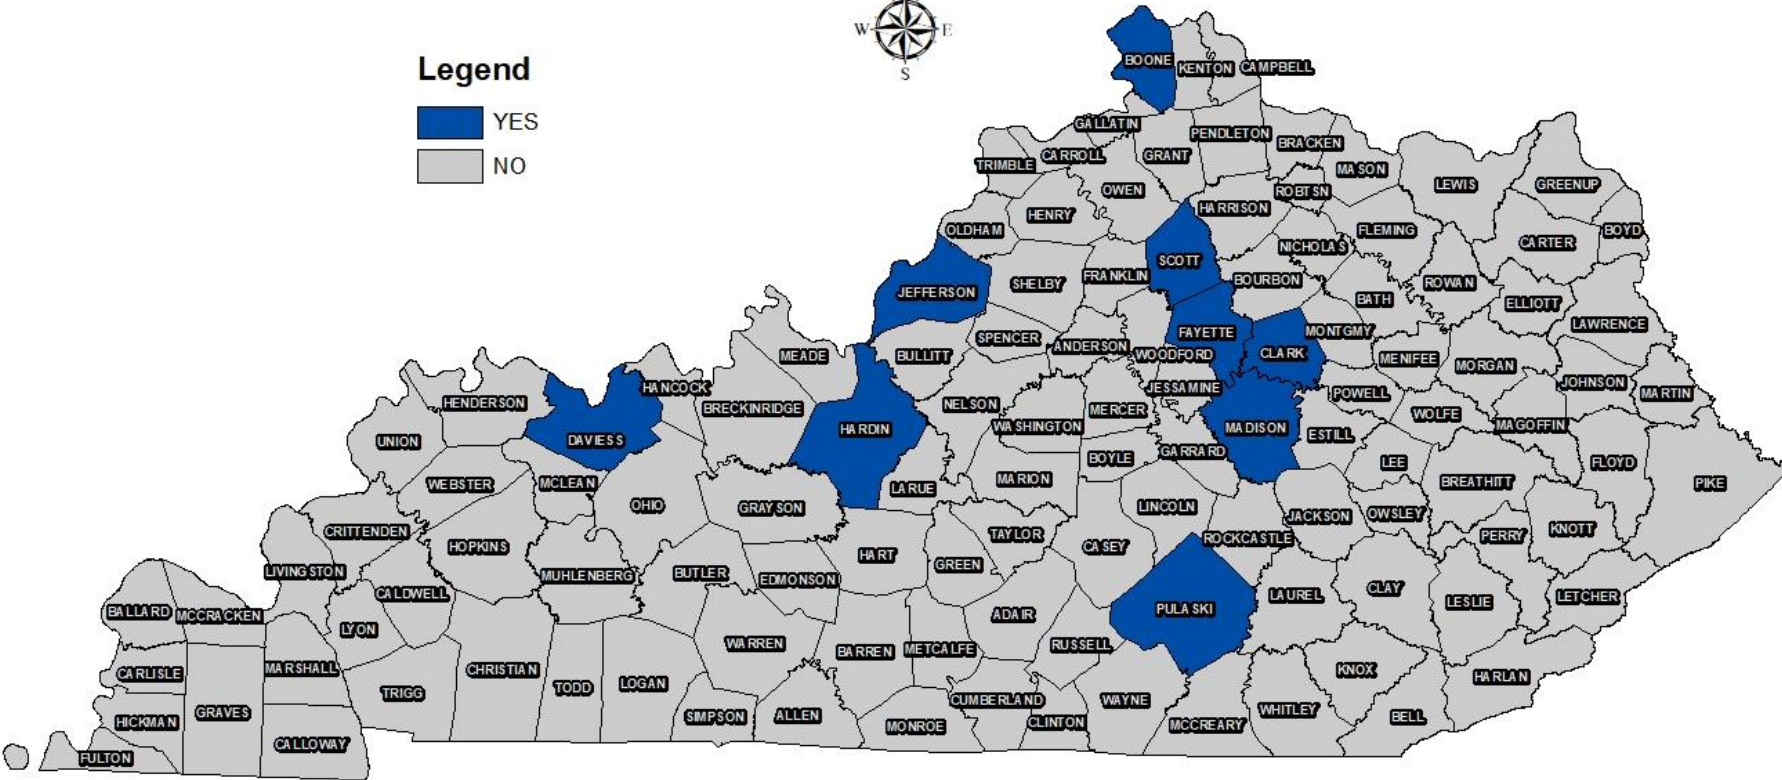 W E
S
Legend
YES
NO
BOONE
KENTON
CAMPBELL
GALLATIN
PENDLETON
BRACKEN
TRIMBLE
CARROLL
GRANT
MASON
LEWIS
GREENUP
OWEN
ROBTSN
HARRISON
HENRY
OLDHAM
FLEMING
BOYD
NICHOLAS
CARTER
SCOTT
FRANKLIN
BOURBON
ROWAN
SHELBY
JEFFERSON
BATH
ELLIOTT
LAWRENCE
FAYETTE
MONTGMY
SPENCER
ANDERSON
WOODFORD
CLARK
MEADE
BULLITT
MENIFEE
MORGAN
JOHNSON
MARTIN
HANCOCK
JESSAMINE
POWELL
HENDERSON
BRECKINRIDGE
NELSON
MERCER
WOLFE
MAGOFFIN
WASHINGTON
MADISON
ESTILL
HARDIN
DAVIESS
UNION
GARRARD
BOYLE
LEE
FLOYD
WEBSTER
MCLEAN
LARUE
MARION
BREATHITT
PIKE
OHIO
GRAYSON
LINCOLN
JACKSON
OWSLEY
CRITTENDEN
KNOTT
TAYLOR
ROCKCASTLE
PERRY
HOPKINS
CASEY
HART
GREEN
LIVINGSTON
MUHLENBERG
BUTLER
EDMONSON
CALDWELL
CLAY
LAUREL
LESLIE
LETCHER
BALLARD
MCCRACKEN
PULASKI
ADAIR
LYON
WARREN
RUSSELL
BARREN
METCALFE
MARSHALL
CARLISLE
CHRISTIAN
KNOX
HARLAN
TODD
LOGAN
TRIGG
CUMBERLAND
WAYNE
WHITLEY
GRAVES
HICKMAN
SIMPSON
ALLEN
BELL
MONROE
CLINTON
MCCREARY
CALLOWAY
FULTON